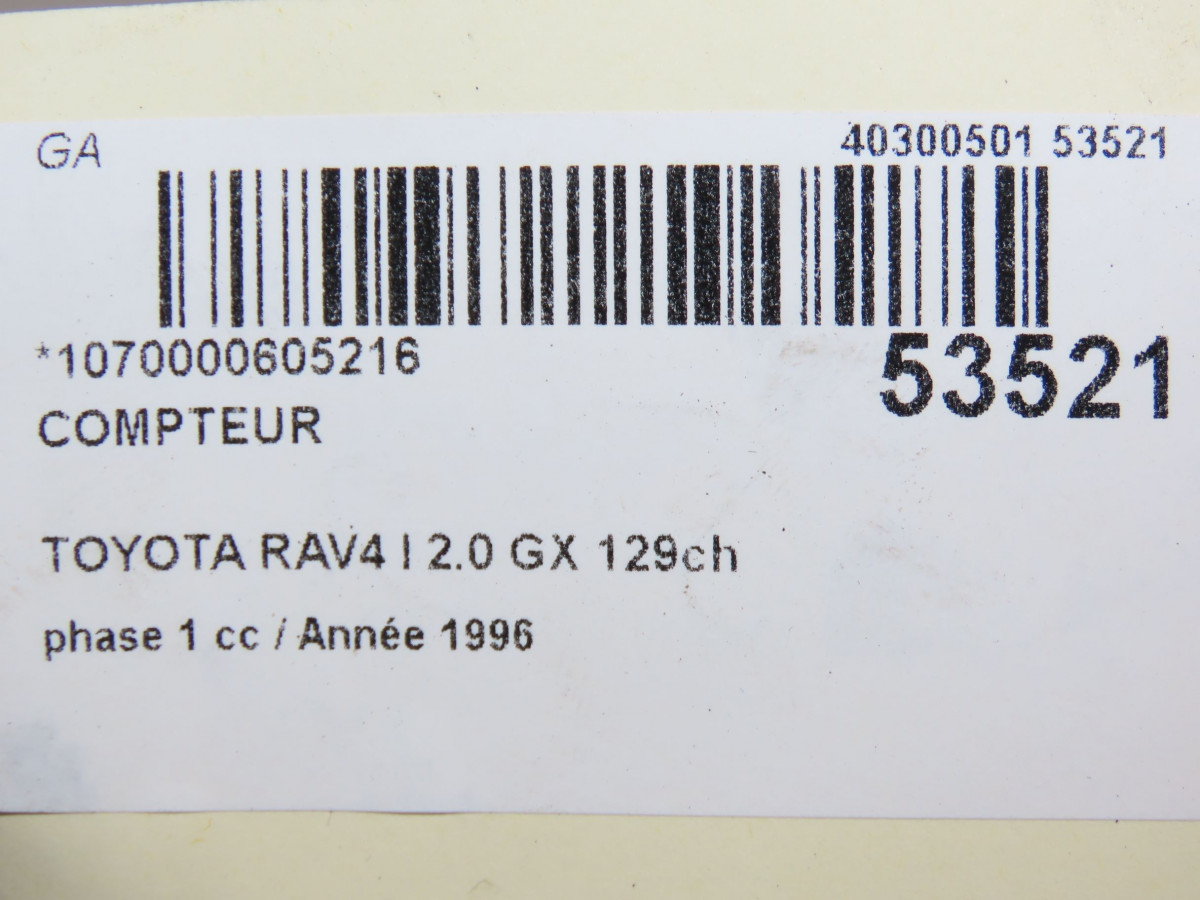 GA
40300501 53521
*1070000605216
53521
COMPTEUR
TOYOTA RAV4 I 2.0 GX 129ch
phase 1 cc / Année 1996